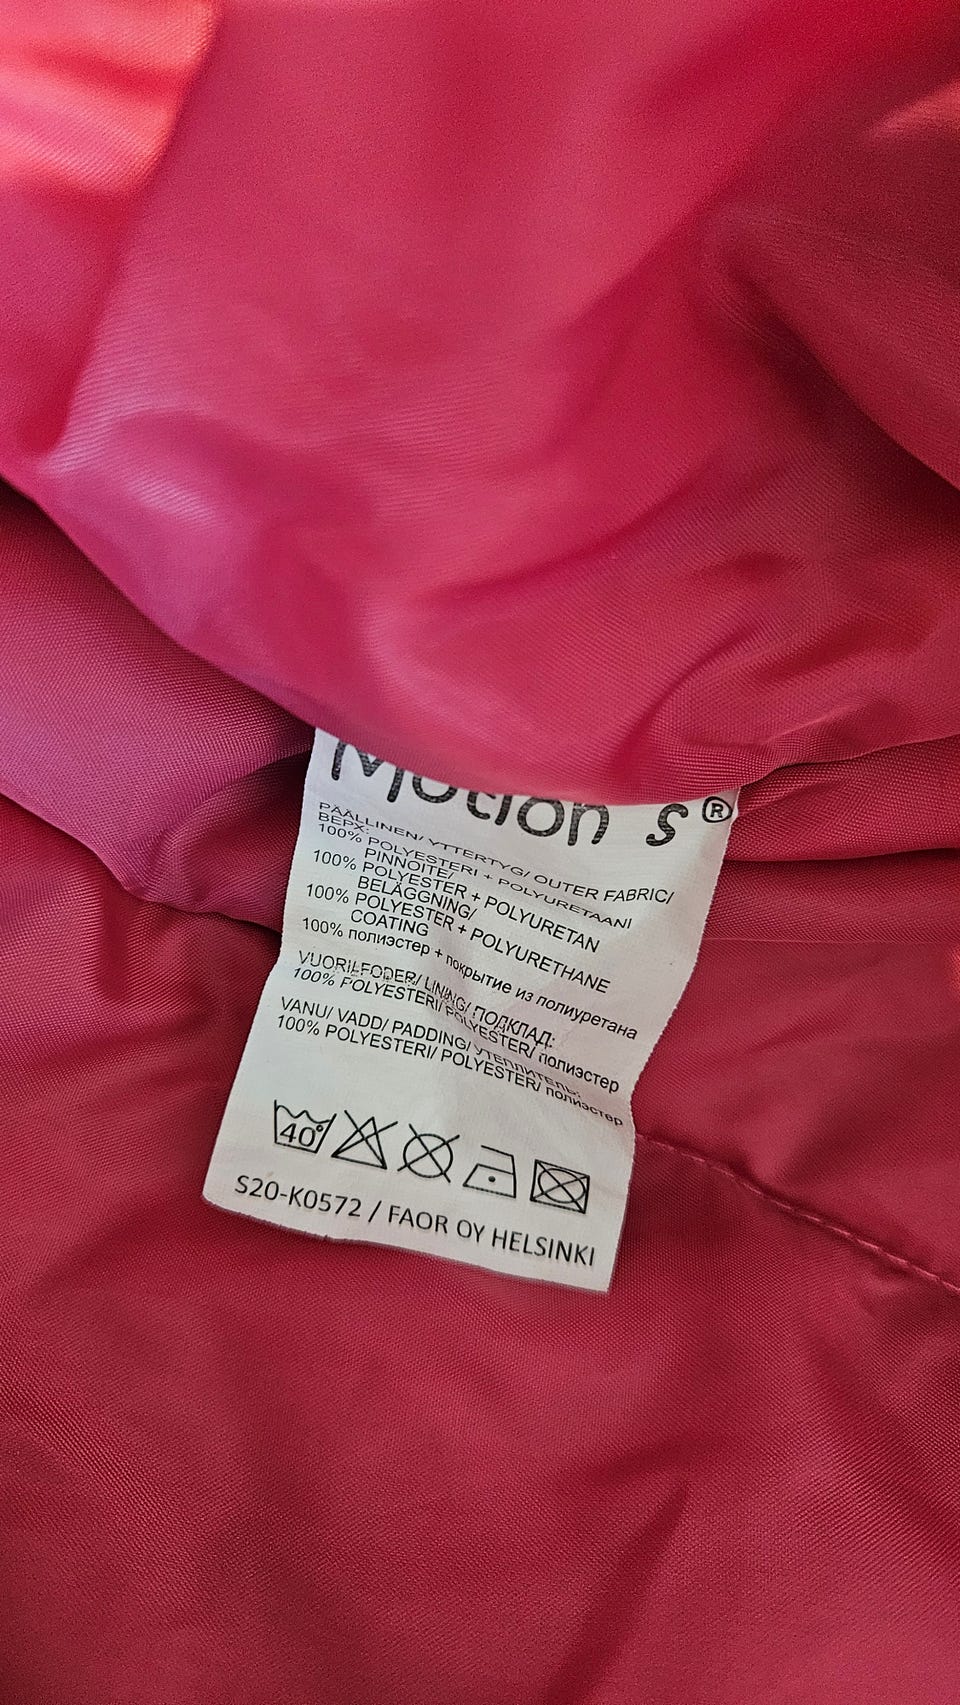 Motion s®
PÄÄLLINEN/ YTTERTYG/ OUTER FABRIC/
ВЕРХ:
100% POLYESTERI + POLYURETAANI
PINNOITE/
100% POLYESTER + POLYURETAN
BELÄGGNING/
100% POLYESTER + POLYURETHANE
COATING
100% полиэстер + покрытие из полиуретана
VUORI/FODER/ LINING/ ПОДКЛАД:
100% POLYESTERI/ POLYESTER/ полиэстер
VANU/ VADD/ PADDING/ УТЕПЛИТЕЛЬ:
100% POLYESTERI/ POLYESTER/ полиэстер
40°
S20-K0572 / FAOR OY HELSINKI